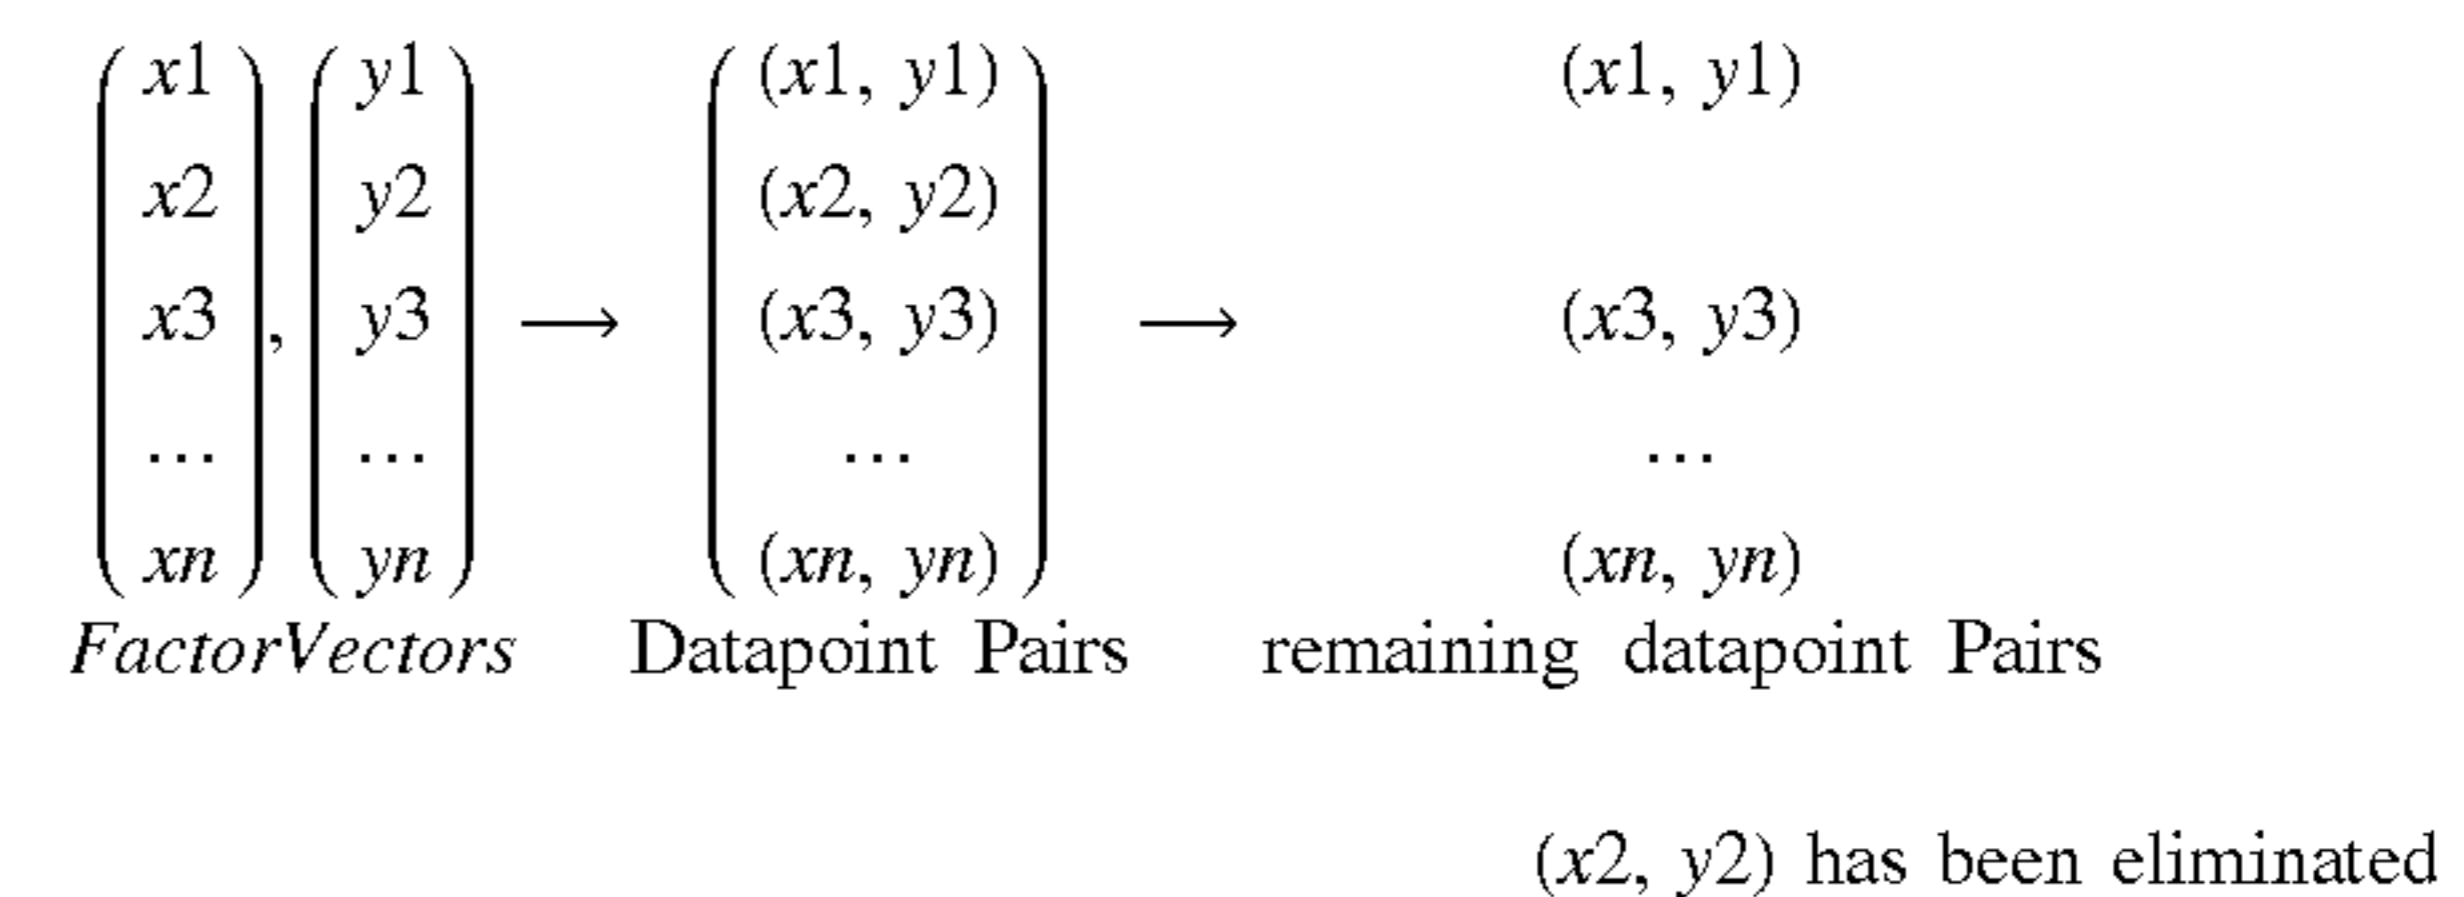 x1 y1 (x1, y1) (x1, y1)
x2 y2 (x2, y2)
x3 , y3 ⟶ (x3, y3) ⟶ (x3, y3)
… … … …
xn yn (xn, yn) (xn, yn)
FactorVectors Datapoint Pairs remaining datapoint Pairs
(x2, y2) has been eliminated